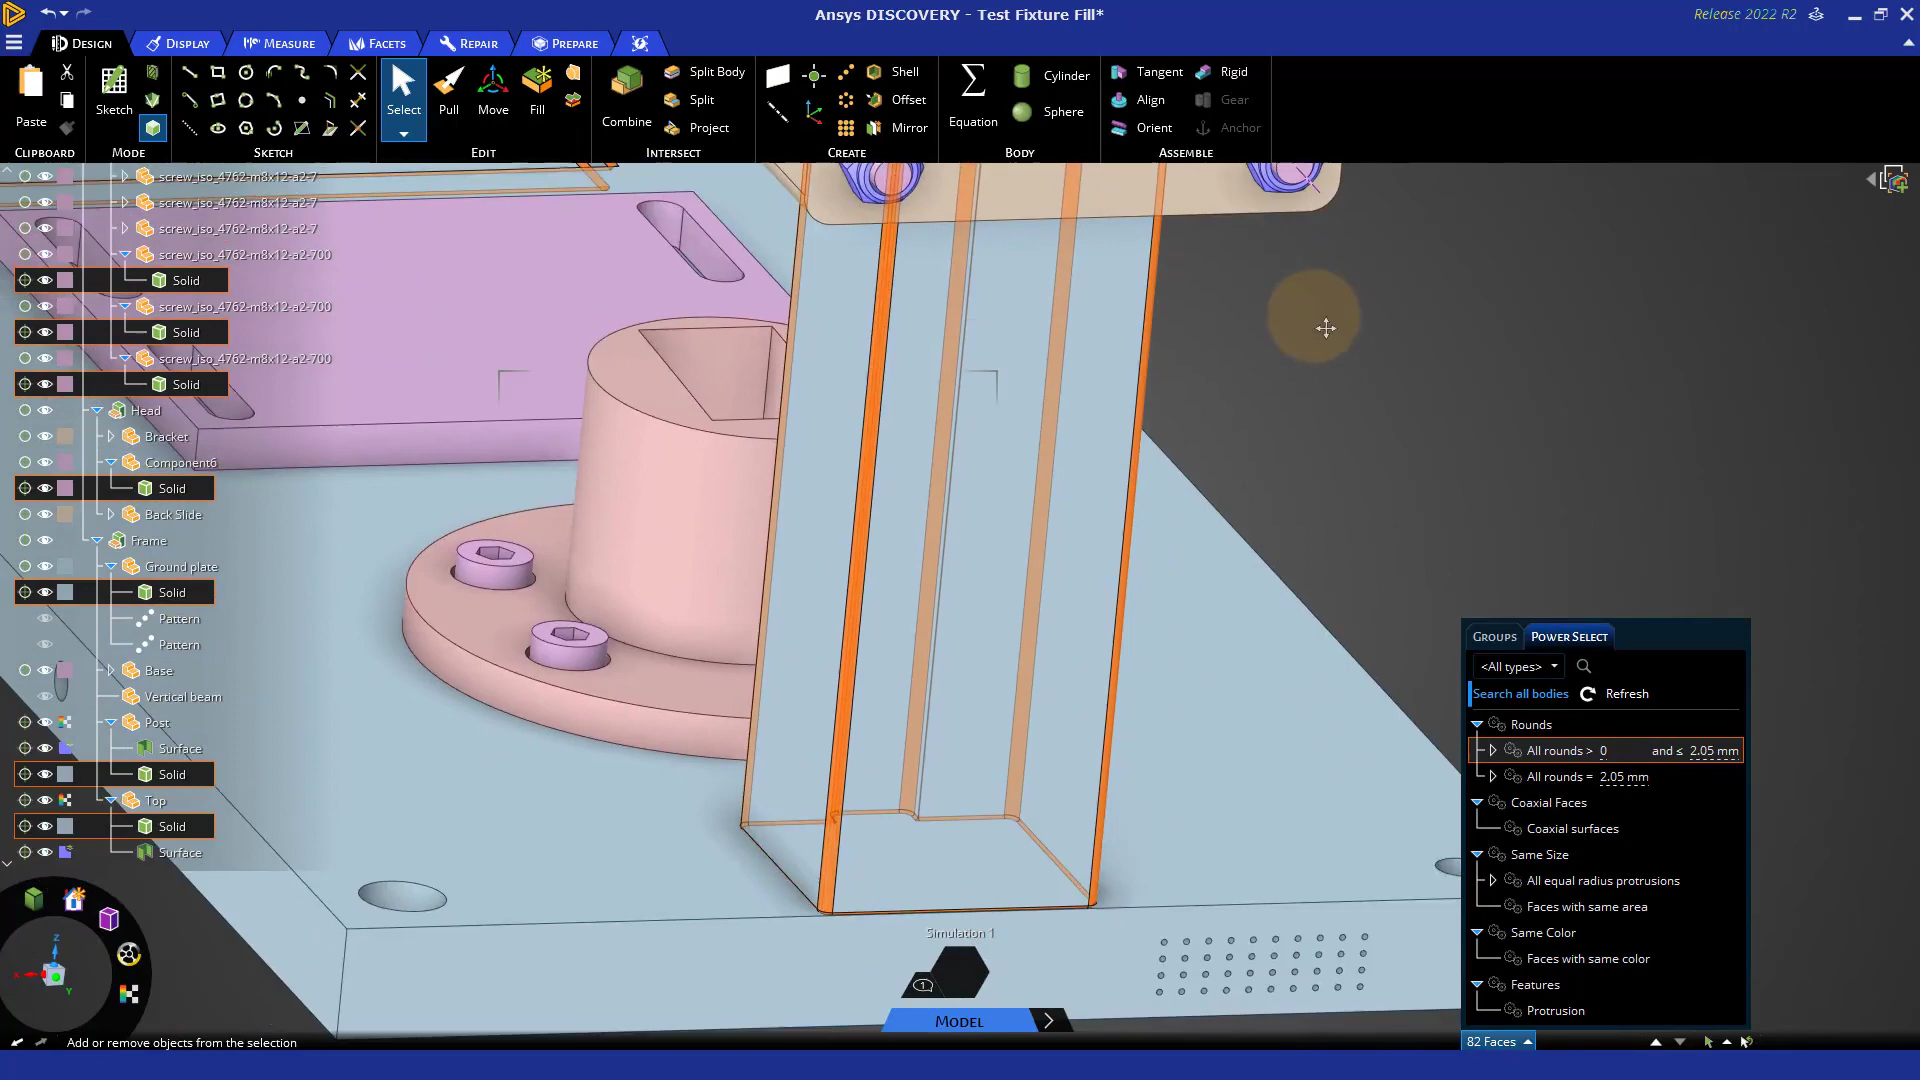 Ansys DISCOVERY - Test Fixture Fill*
Release 2022 R2
DESIGN
DISPLAY
MEASURE
FACETS
REPAIR
PREPARE
Paste
Sketch
Select
Pull
Move
Fill
Combine
Split Body
Split
Project
Shell
Offset
Mirror
Equation
Cylinder
Sphere
Tangent
Align
Orient
Rigid
Gear
Anchor
CLIPBOARD
MODE
SKETCH
EDIT
INTERSECT
CREATE
BODY
ASSEMBLE
screw_iso_4762-m8x12-a2-7
screw_iso_4762-m8x12-a2-7
screw_iso_4762-m8x12-a2-7
screw_iso_4762-m8x12-a2-700
Solid
screw_iso_4762-m8x12-a2-700
Solid
screw_iso_4762-m8x12-a2-700
Solid
Head
Bracket
Component6
Solid
Back Slide
Frame
Ground plate
Solid
Pattern
Pattern
Base
Vertical beam
Post
Surface
Solid
Top
Solid
Surface
Z
X
Y
Simulation 1
1
MODEL
GROUPS
POWER SELECT
<All types>
Search all bodies
Refresh
Rounds
All rounds > 0 and ≤ 2.05 mm
All rounds = 2.05 mm
Coaxial Faces
Coaxial surfaces
Same Size
All equal radius protrusions
Faces with same area
Same Color
Faces with same color
Features
Protrusion
82 Faces
Add or remove objects from the selection